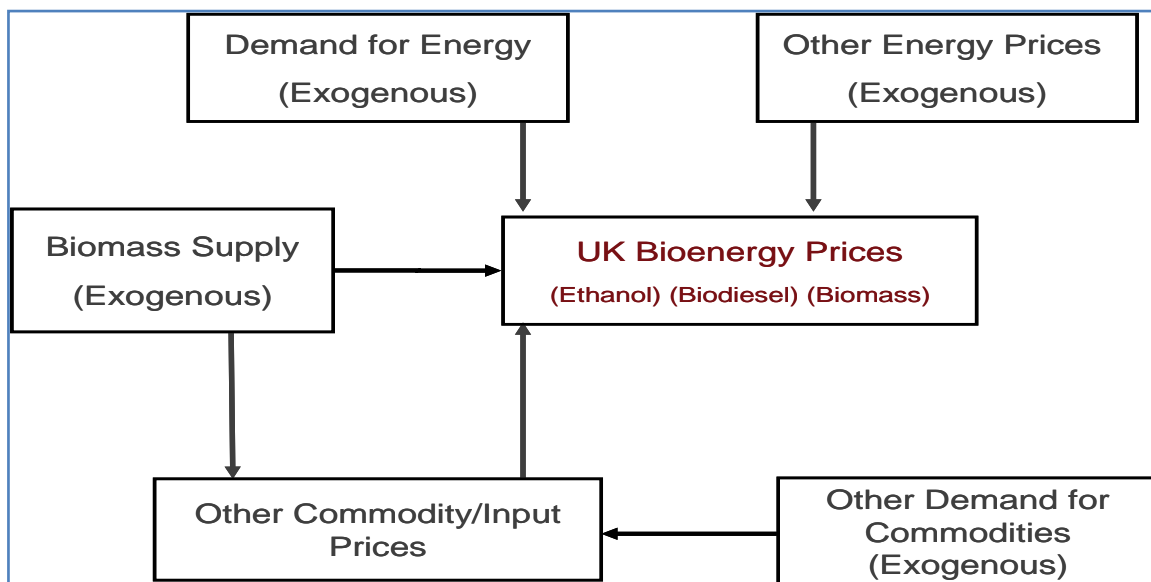 Demand for Energy
(Exogenous)
Other Energy Prices
(Exogenous)
Biomass Supply
(Exogenous)
UK Bioenergy Prices
(Ethanol) (Biodiesel) (Biomass)
Other Commodity/Input
Prices
Other Demand for
Commodities
(Exogenous)